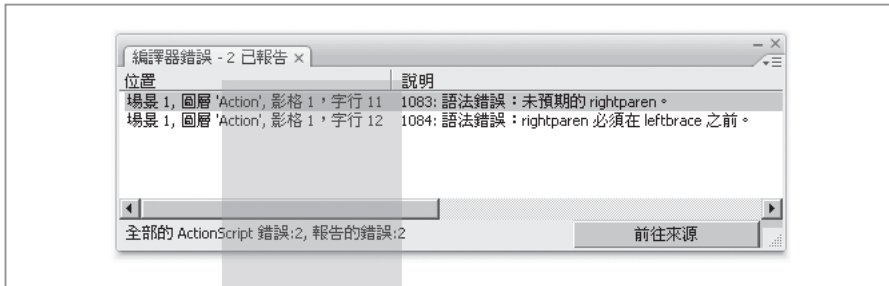 編譯器錯誤 - 2 已報告
位置 說明
場景 1, 圖層 'Action', 影格 1，字行 11 1083: 語法錯誤：未預期的 rightparen。
場景 1, 圖層 'Action', 影格 1，字行 12 1084: 語法錯誤：rightparen 必須在 leftbrace 之前。
全部的 ActionScript 錯誤:2, 報告的錯誤:2 前往來源